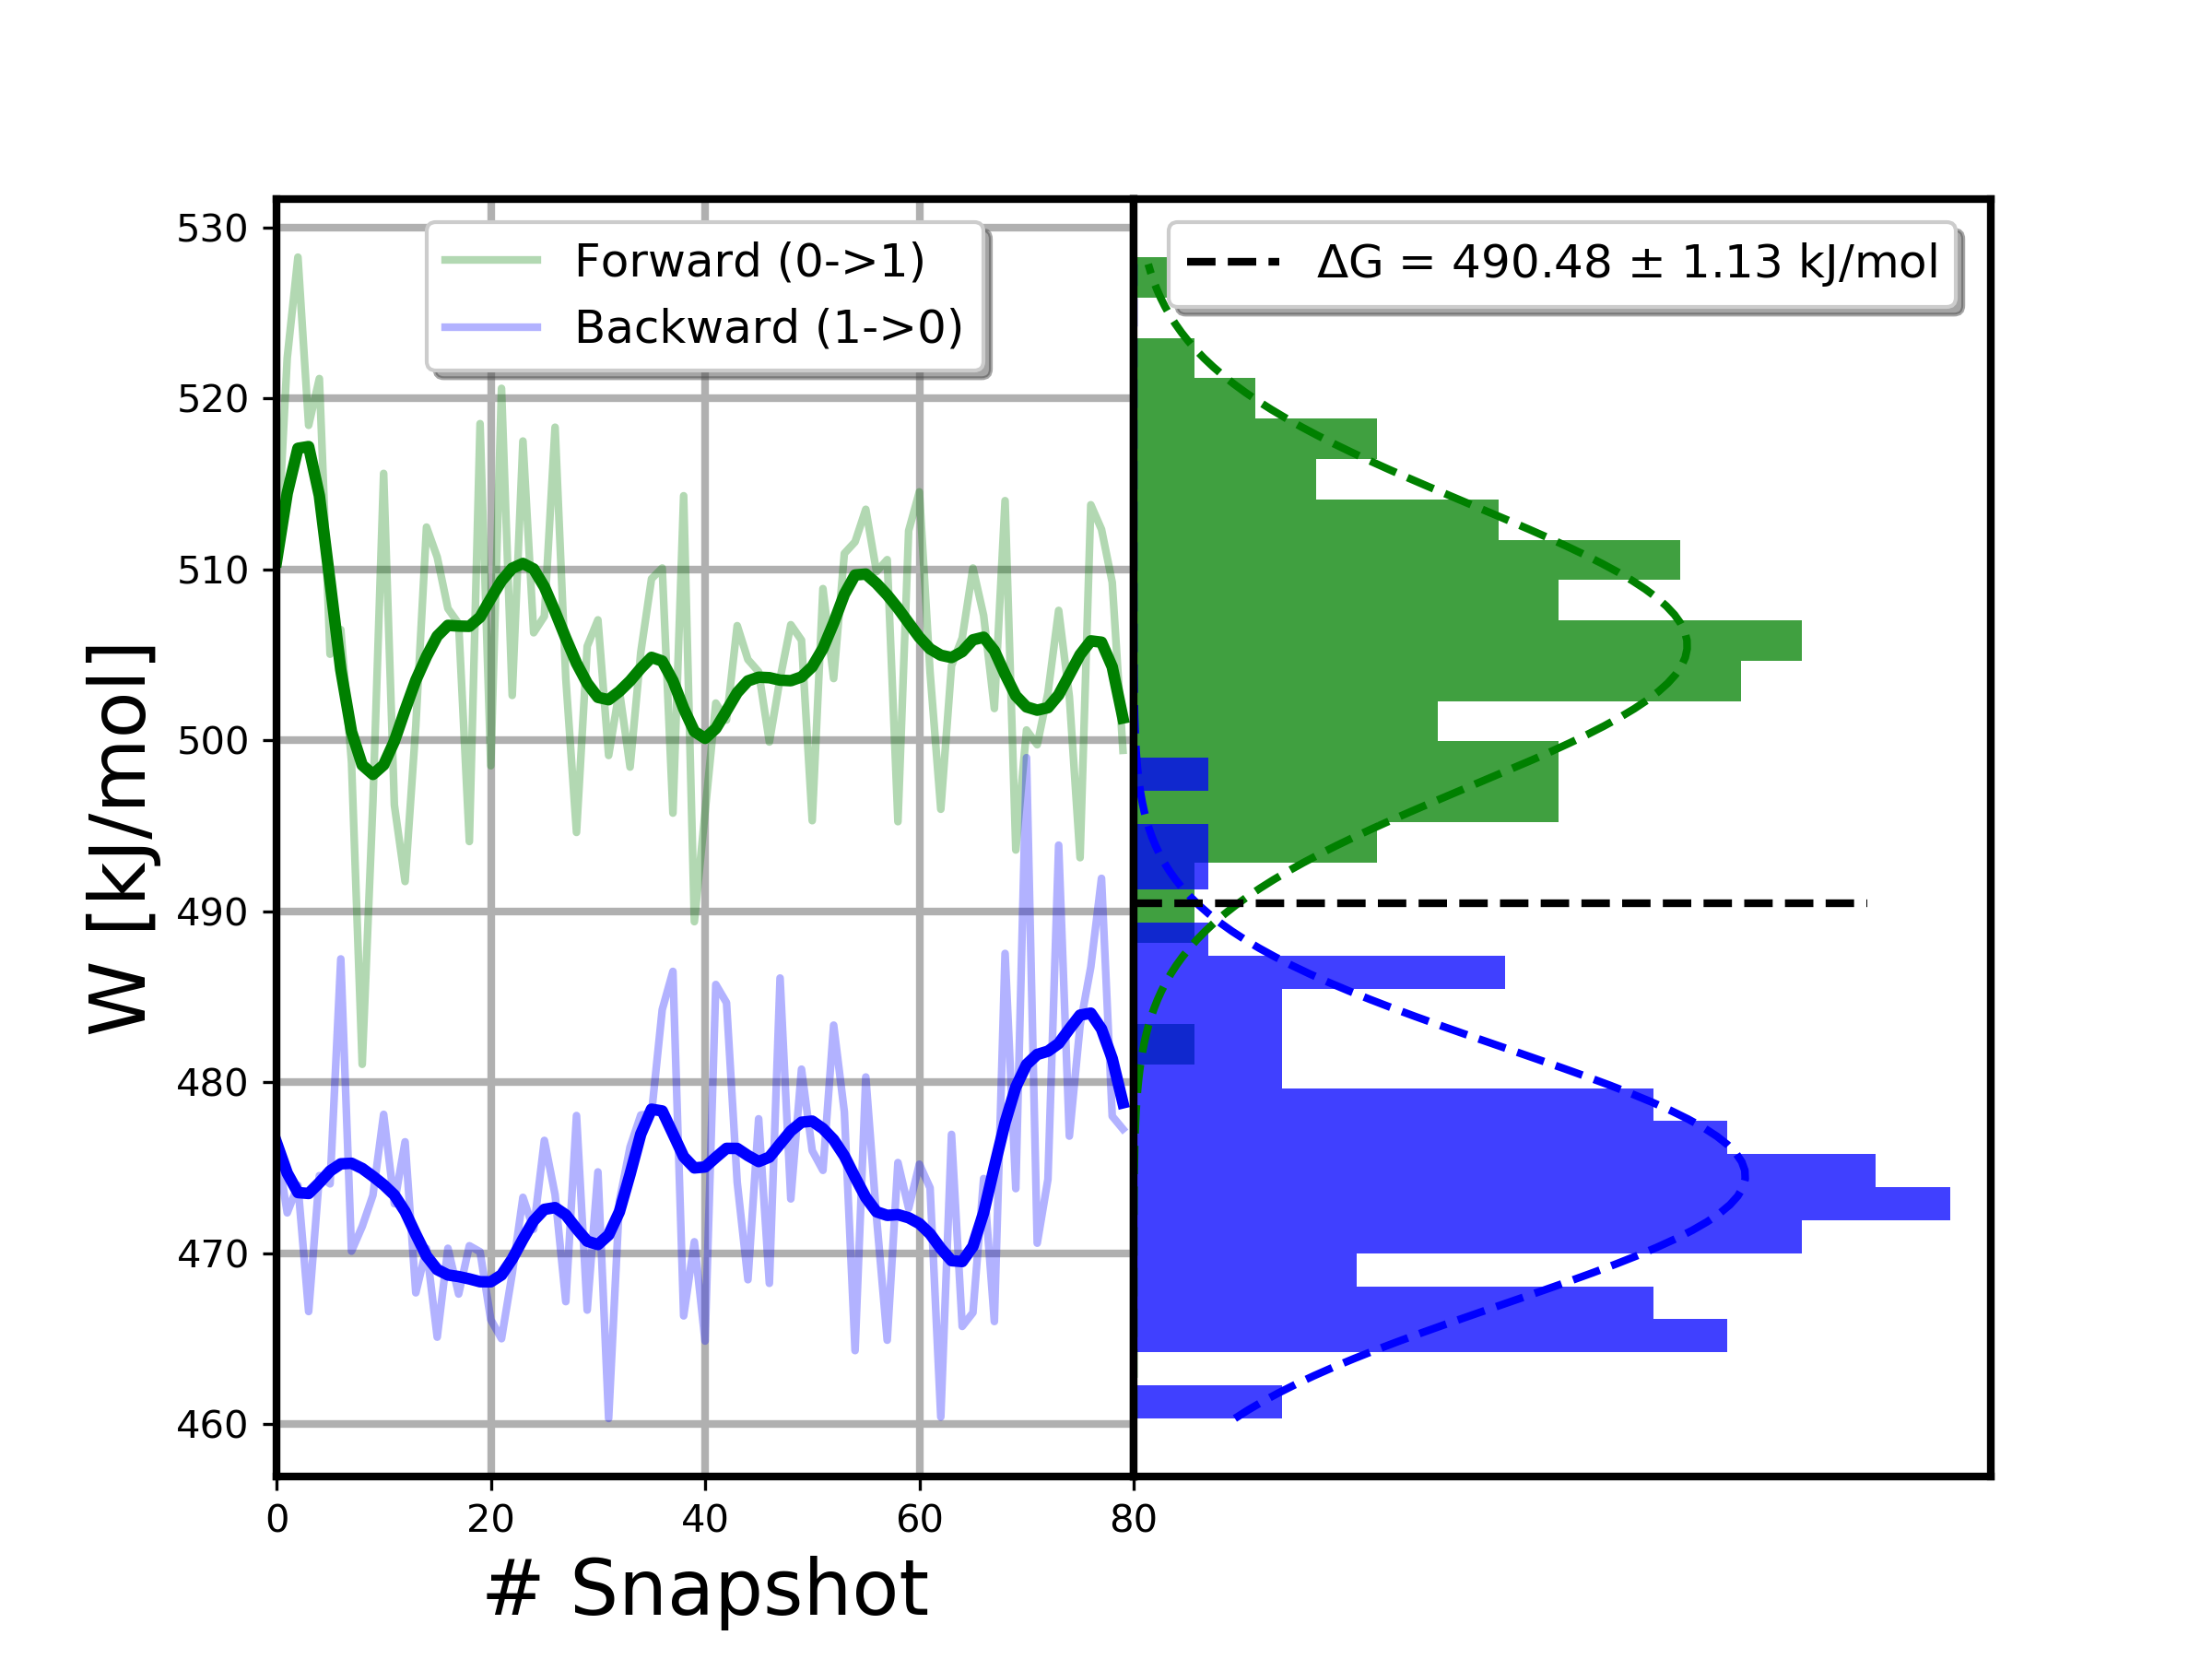 Forward (0->1)
Backward (1->0)
ΔG = 490.48 ± 1.13 kJ/mol
W [kJ/mol]
530
520
510
500
490
480
470
460
0 20 40 60 80
# Snapshot